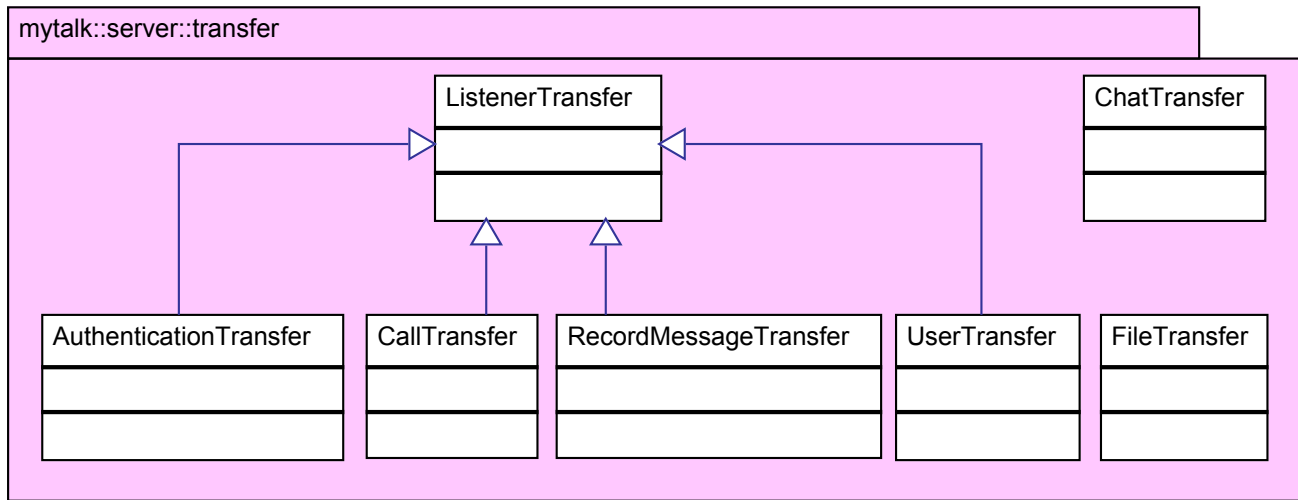 mytalk::server::transfer
ListenerTransfer
ChatTransfer
AuthenticationTransfer
CallTransfer
RecordMessageTransfer
UserTransfer
FileTransfer